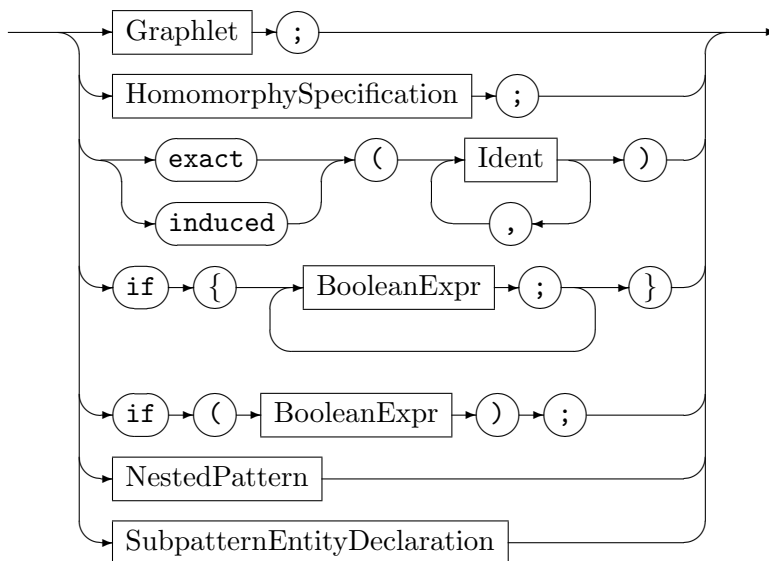 Graphlet ;
HomomorphySpecification ;
exact ( Ident )
induced ,
if { BooleanExpr ; }
if ( BooleanExpr ) ;
NestedPattern
SubpatternEntityDeclaration